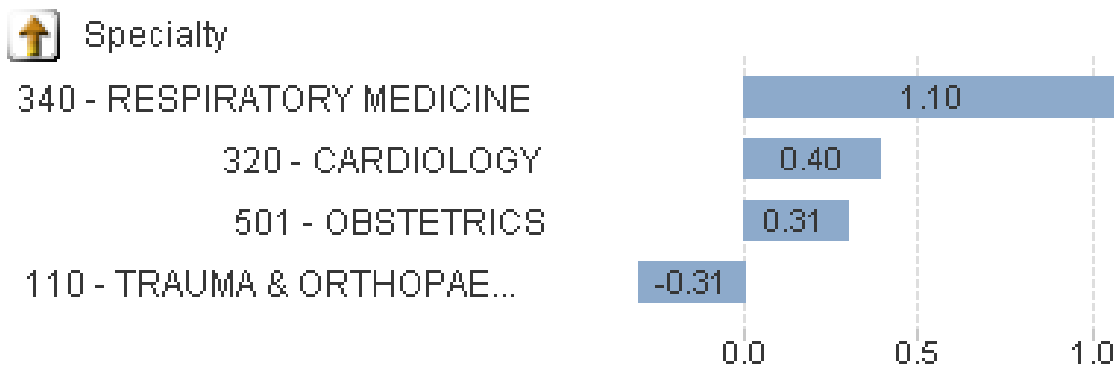 Specialty
340 - RESPIRATORY MEDICINE 1.10
320 - CARDIOLOGY 0.40
501 - OBSTETRICS 0.31
110 - TRAUMA & ORTHOPAE... -0.31
0.0 0.5 1.0